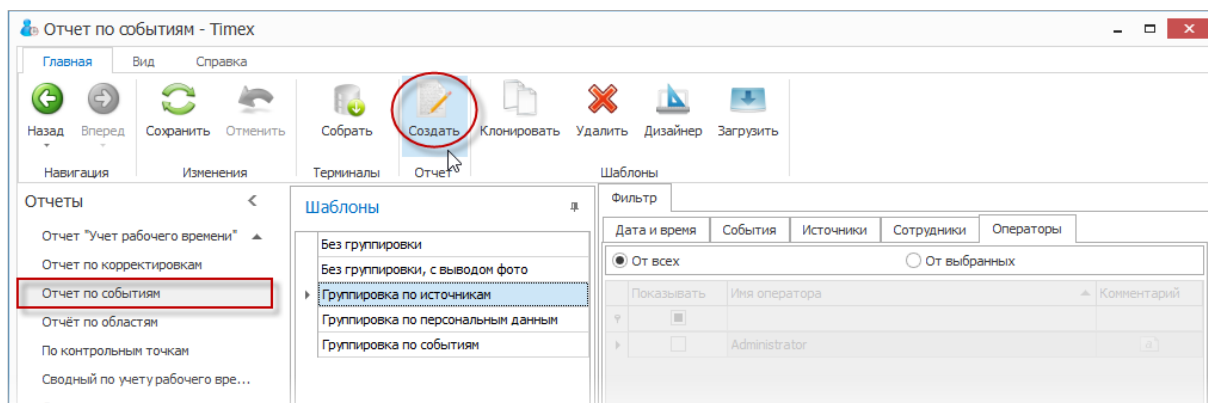 Отчет по событиям - Timex
Главная Вид Справка
Назад Вперед Сохранить Отменить Собрать Создать Клонировать Удалить Дизайнер Загрузить
Навигация Изменения Терминалы Отчет Шаблоны
Отчеты
Отчет "Учет рабочего времени"
Отчет по корректировкам
Отчет по событиям
Отчёт по областям
По контрольным точкам
Сводный по учету рабочего вре...
Шаблоны
Без группировки
Без группировки, с выводом фото
Группировка по источникам
Группировка по персональным данным
Группировка по событиям
Фильтр
Дата и время События Источники Сотрудники Операторы
От всех От выбранных
Показывать Имя оператора Комментарий
Administrator a